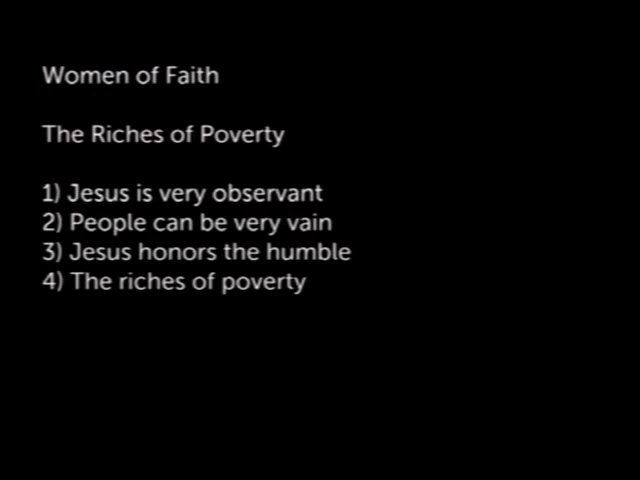 Women of Faith
The Riches of Poverty
1) Jesus is very observant
2) People can be very vain
3) Jesus honors the humble
4) The riches of poverty